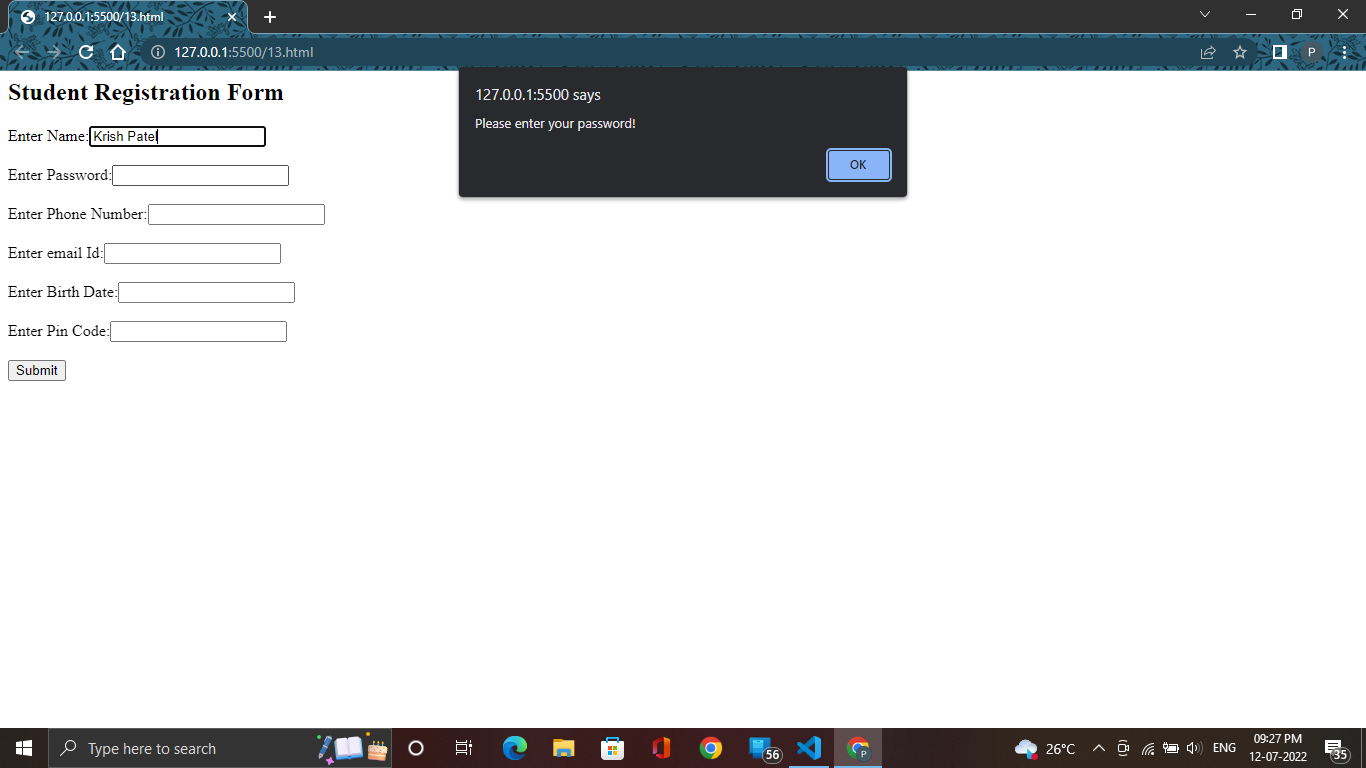 127.0.0.1:5500/13.html
127.0.0.1:5500/13.html
P
Student Registration Form
127.0.0.1:5500 says
Please enter your password!
OK
Enter Name: Krish Patel
Enter Password:
Enter Phone Number:
Enter email Id:
Enter Birth Date:
Enter Pin Code:
Submit
Type here to search
56
P
26°C
ENG
09:27 PM
12-07-2022
35